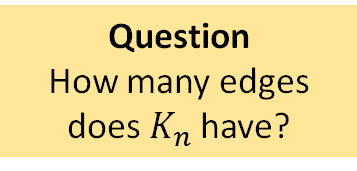 Question
How many edges
does Kₙ have?